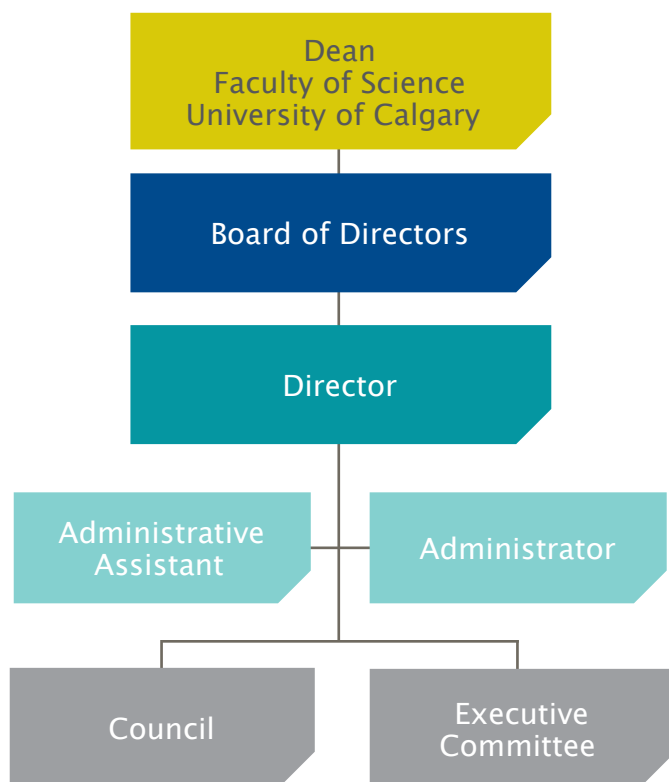 Dean
Faculty of Science
University of Calgary
Board of Directors
Director
Administrative
Assistant
Administrator
Council
Executive
Committee